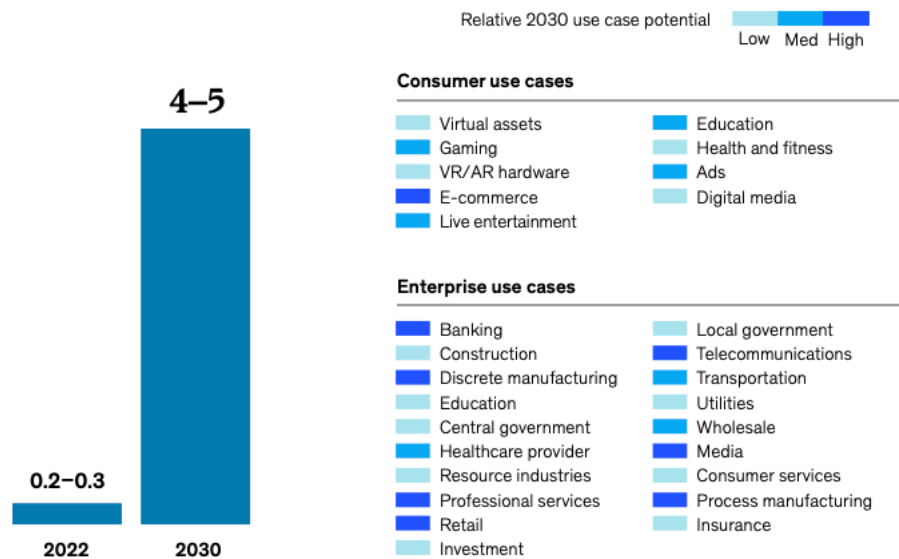 Relative 2030 use case potential
Low Med High
4–5
0.2–0.3
2022 2030
Consumer use cases
Virtual assets
Gaming
VR/AR hardware
E-commerce
Live entertainment
Education
Health and fitness
Ads
Digital media
Enterprise use cases
Banking
Construction
Discrete manufacturing
Education
Central government
Healthcare provider
Resource industries
Professional services
Retail
Investment
Local government
Telecommunications
Transportation
Utilities
Wholesale
Media
Consumer services
Process manufacturing
Insurance